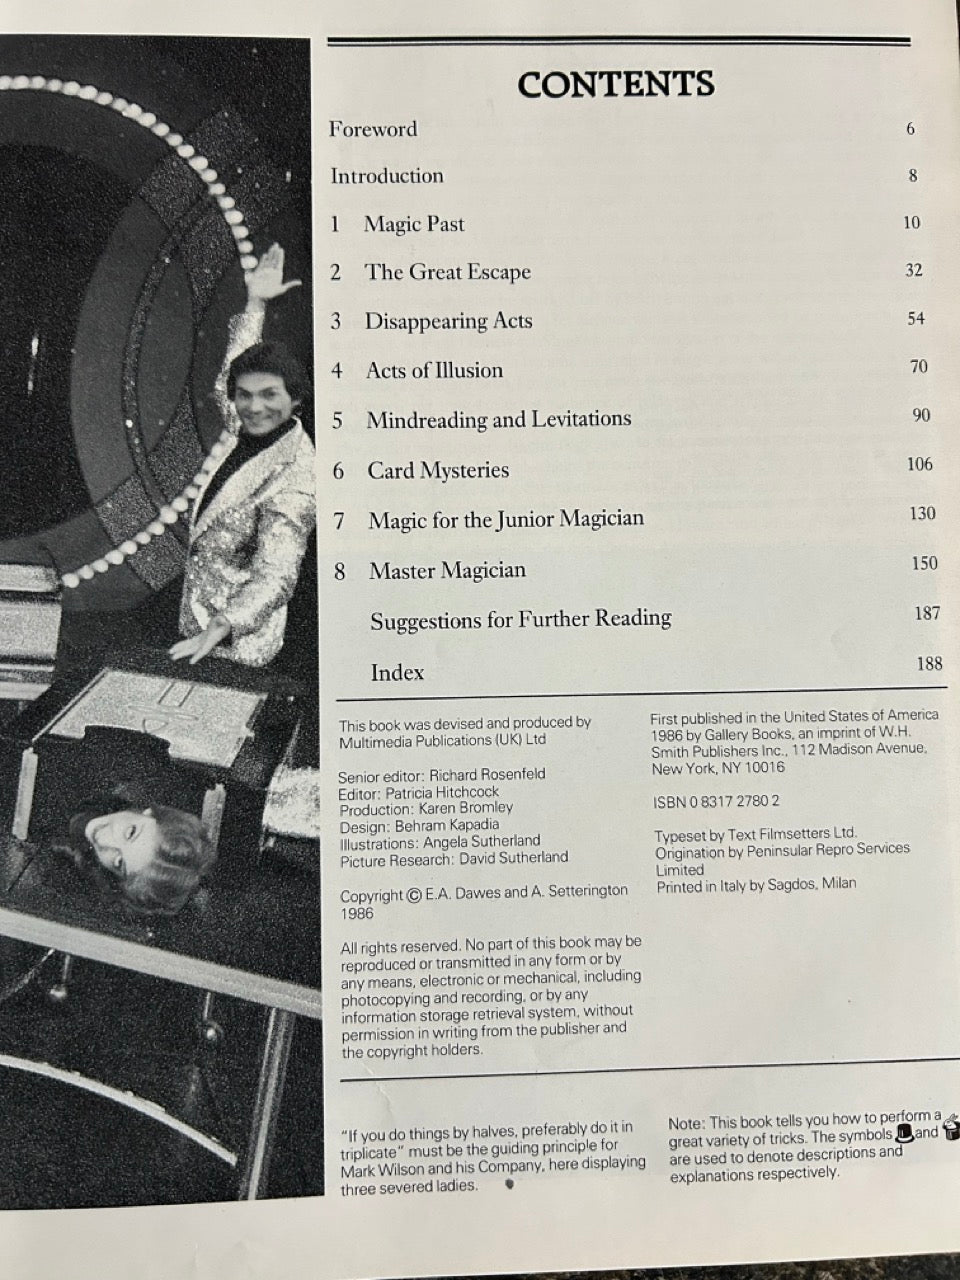 CONTENTS
Foreword 6
Introduction 8
1 Magic Past 10
2 The Great Escape 32
3 Disappearing Acts 54
4 Acts of Illusion 70
5 Mindreading and Levitations 90
6 Card Mysteries 106
7 Magic for the Junior Magician 130
8 Master Magician 150
Suggestions for Further Reading 187
Index 188
This book was devised and produced by
Multimedia Publications (UK) Ltd
Senior editor: Richard Rosenfeld
Editor: Patricia Hitchcock
Production: Karen Bromley
Design: Behram Kapadia
Illustrations: Angela Sutherland
Picture Research: David Sutherland
Copyright © E.A. Dawes and A. Setterington
1986
All rights reserved. No part of this book may be
reproduced or transmitted in any form or by
any means, electronic or mechanical, including
photocopying and recording, or by any
information storage retrieval system, without
permission in writing from the publisher and
the copyright holders.
First published in the United States of America
1986 by Gallery Books, an imprint of W.H.
Smith Publishers Inc., 112 Madison Avenue,
New York, NY 10016
ISBN 0 8317 2780 2
Typeset by Text Filmsetters Ltd.
Origination by Peninsular Repro Services
Limited
Printed in Italy by Sagdos, Milan
"If you do things by halves, preferably do it in
triplicate" must be the guiding principle for
Mark Wilson and his Company, here displaying
three severed ladies.
Note: This book tells you how to perform a
great variety of tricks. The symbols and
are used to denote descriptions and
explanations respectively.